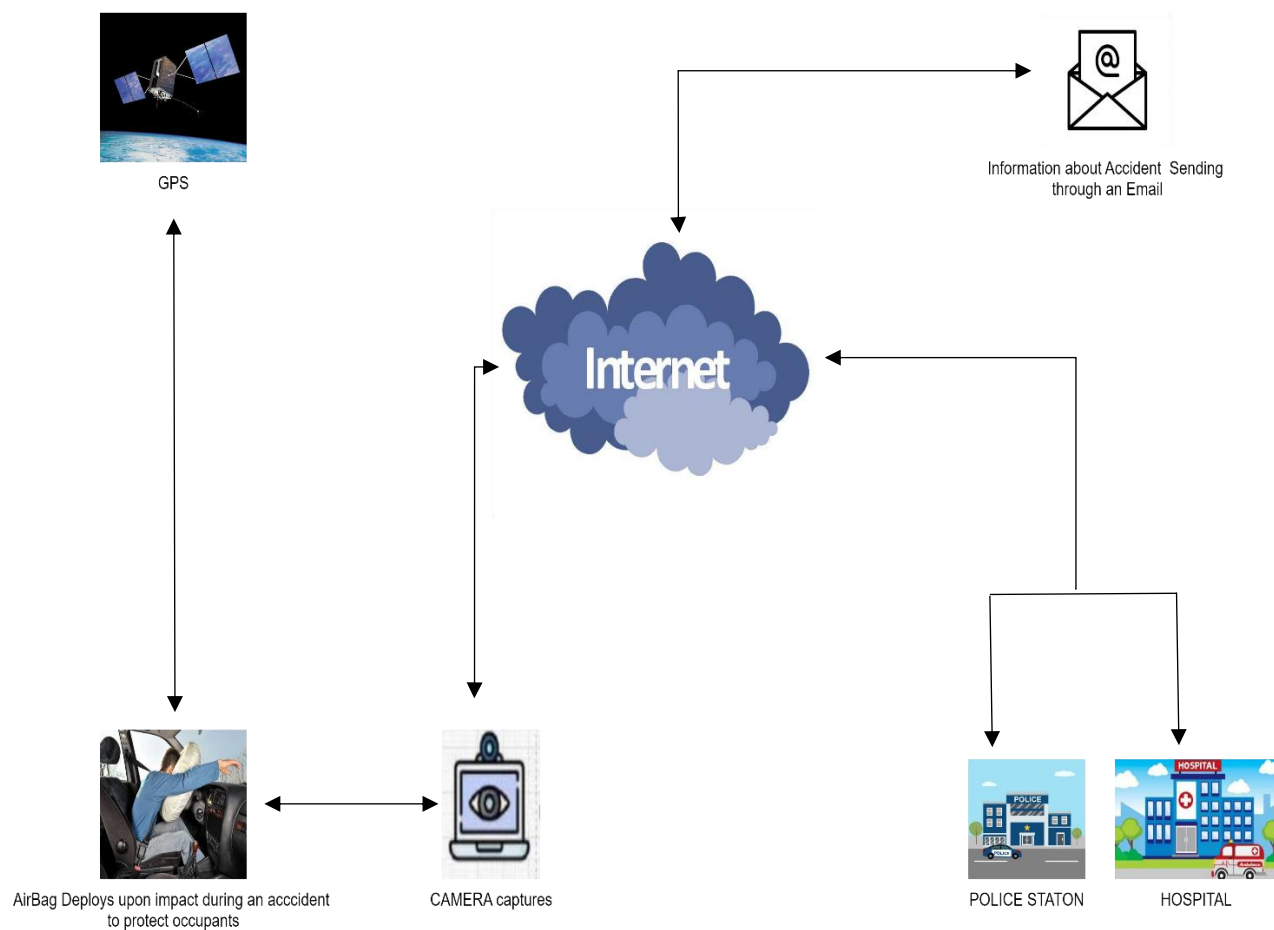 GPS
@
Information about Accident Sending
through an Email
Internet
POLICE
POLICE
HOSPITAL
AirBag Deploys upon impact during an acccident
to protect occupants
CAMERA captures
POLICE STATON
HOSPITAL